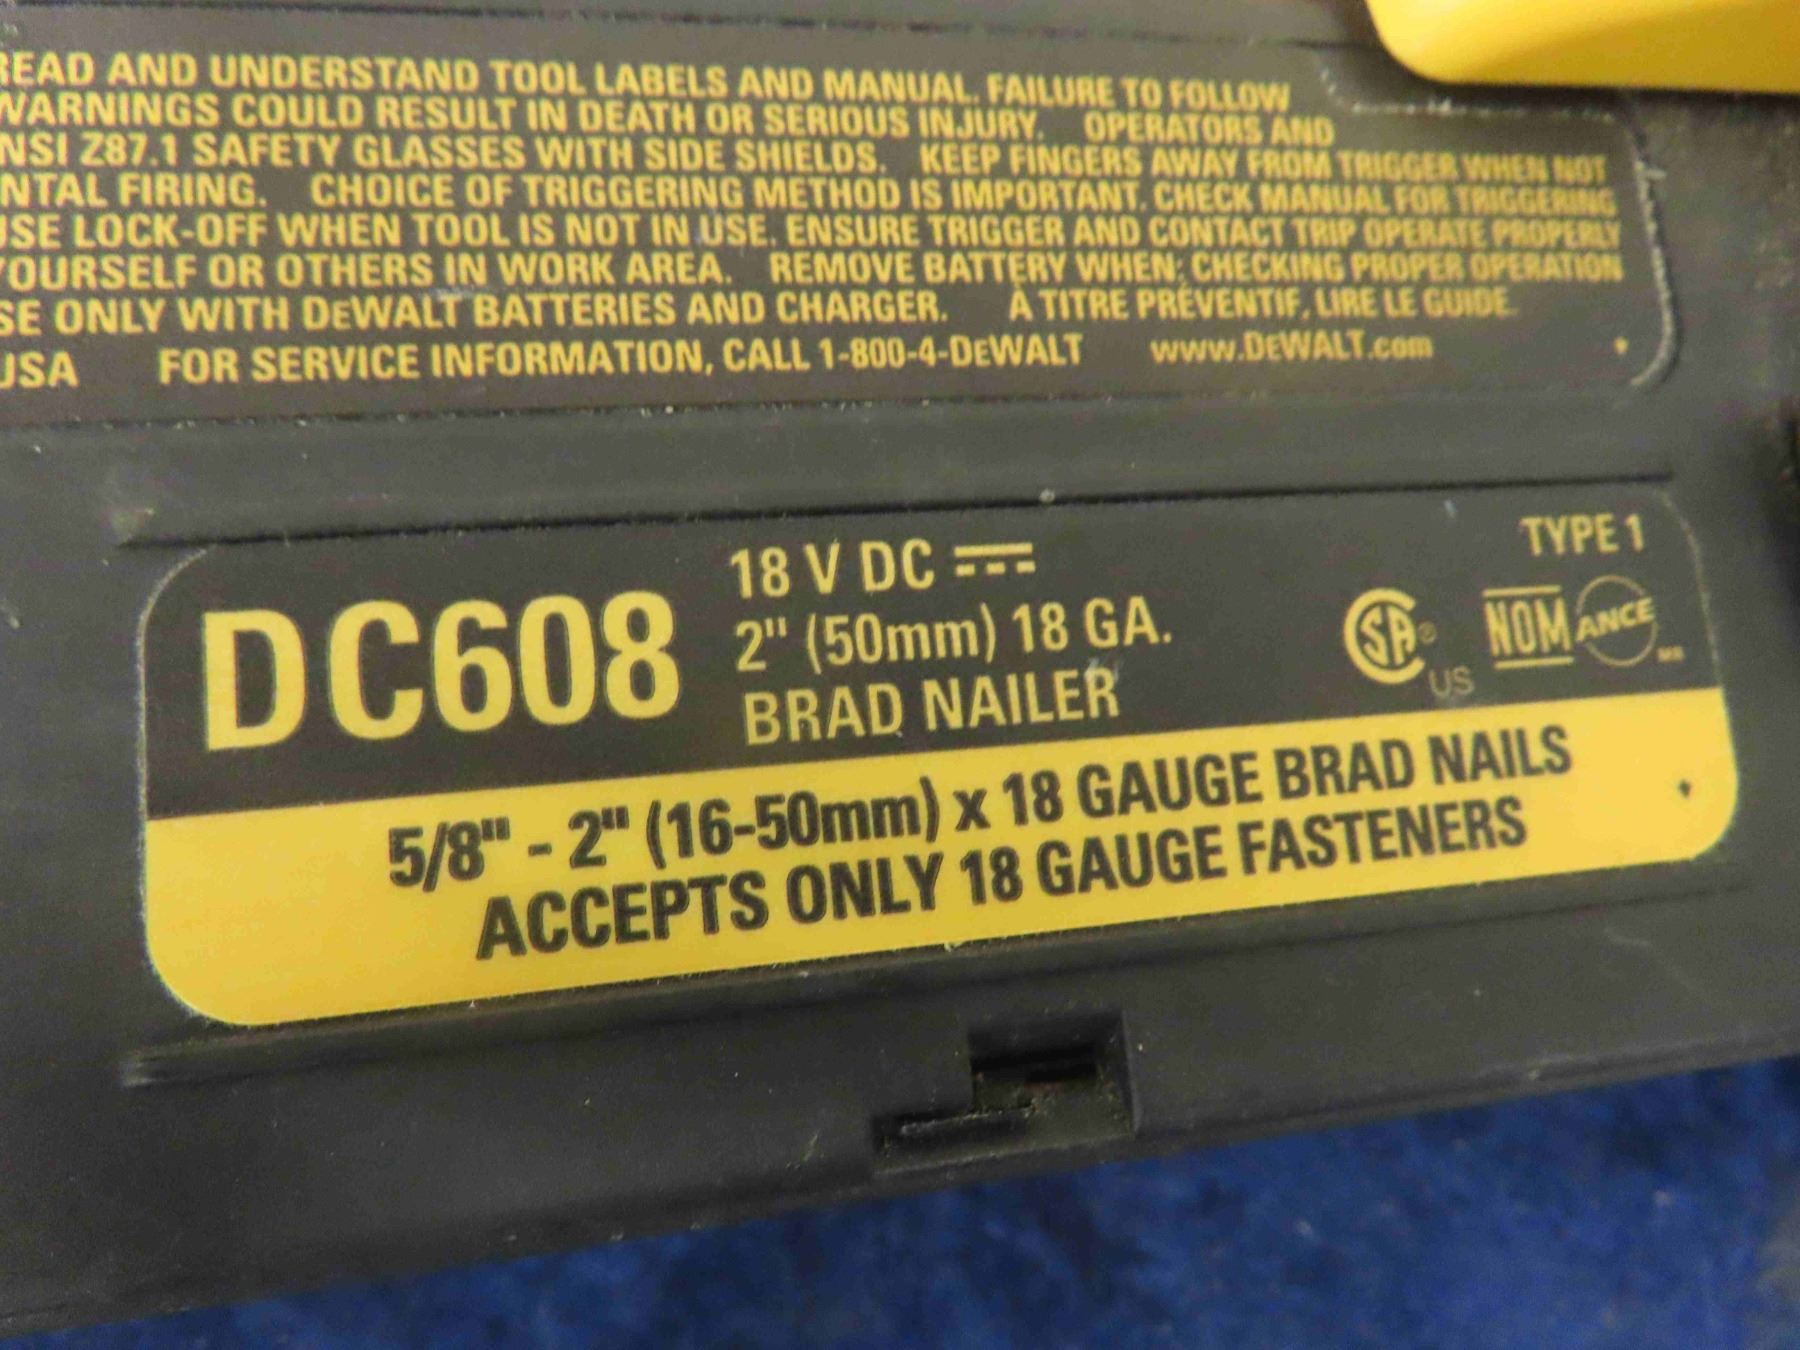 READ AND UNDERSTAND TOOL LABELS AND MANUAL. FAILURE TO FOLLOW
WARNINGS COULD RESULT IN DEATH OR SERIOUS INJURY. OPERATORS AND
NSI Z87.1 SAFETY GLASSES WITH SIDE SHIELDS. KEEP FINGERS AWAY FROM TRIGGER WHEN NOT
NTAL FIRING. CHOICE OF TRIGGERING METHOD IS IMPORTANT. CHECK MANUAL FOR TRIGGERING
USE LOCK-OFF WHEN TOOL IS NOT IN USE. ENSURE TRIGGER AND CONTACT TRIP OPERATE PROPERLY
YOURSELF OR OTHERS IN WORK AREA. REMOVE BATTERY WHEN: CHECKING PROPER OPERATION
SE ONLY WITH DEWALT BATTERIES AND CHARGER. À TITRE PRÉVENTIF, LIRE LE GUIDE.
USA FOR SERVICE INFORMATION, CALL 1-800-4-DEWALT www.DEWALT.com
DC608
18 V DC
2" (50mm) 18 GA.
BRAD NAILER
TYPE 1
SA® US
NOM ANCE
5/8" - 2" (16-50mm) x 18 GAUGE BRAD NAILS
ACCEPTS ONLY 18 GAUGE FASTENERS